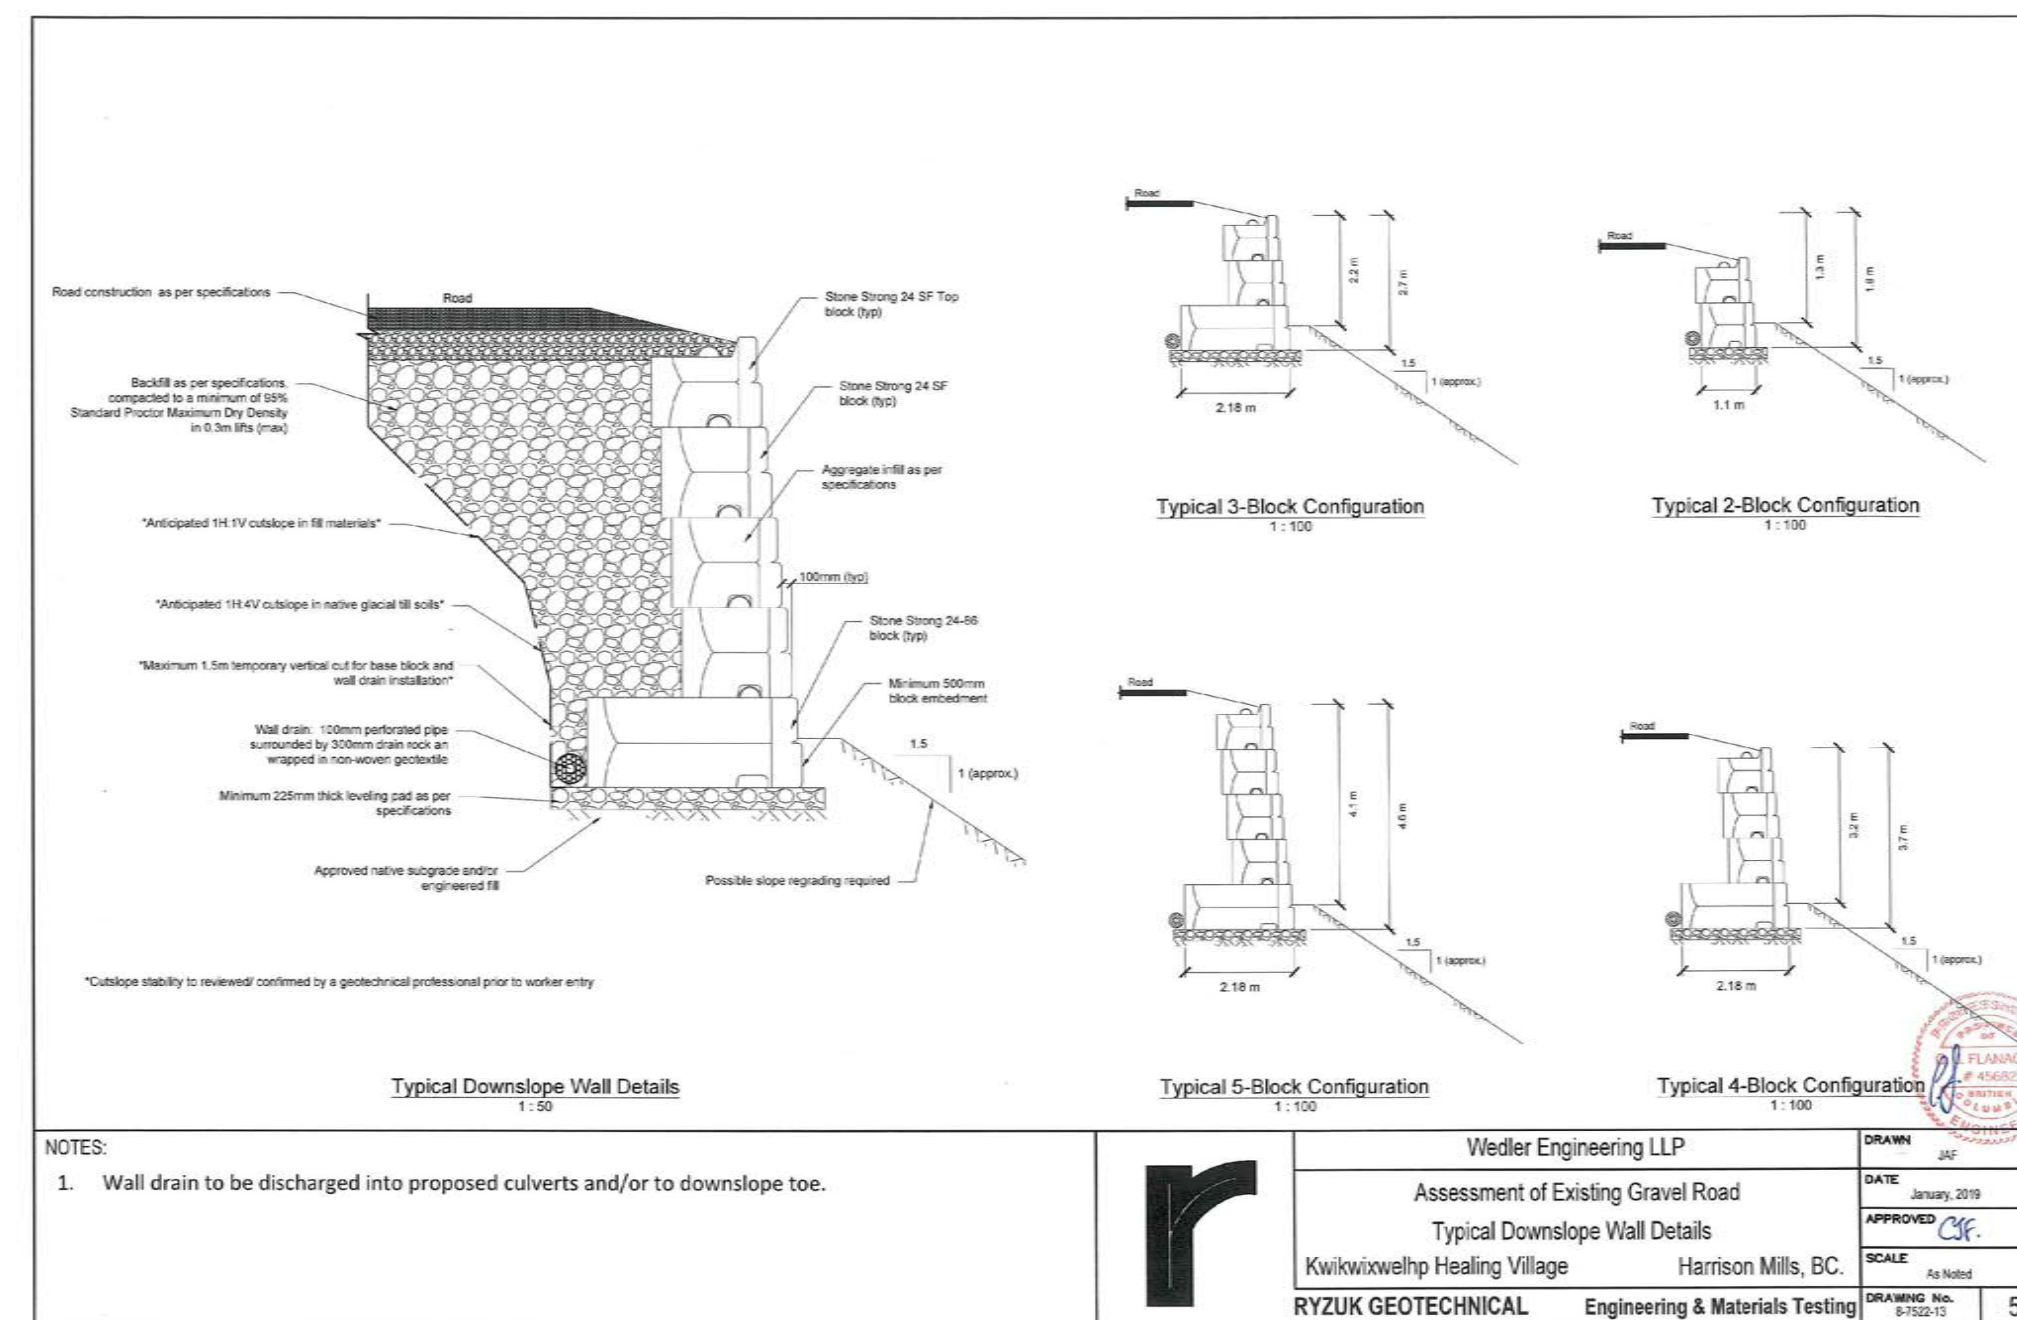 Road construction as per specifications
Road
Stone Strong 24 SF Top
block (typ)
Backfill as per specifications,
compacted to a minimum of 95%
Standard Proctor Maximum Dry Density
in 0.3m lifts (max)
Stone Strong 24 SF
block (typ)
Aggregate infill as per
specifications
*Anticipated 1H:1V cutslope in fill materials*
100mm (typ)
*Anticipated 1H:4V cutslope in native glacial till soils*
Stone Strong 24-86
block (typ)
*Maximum 1.5m temporary vertical cut for base block and
wall drain installation*
Minimum 500mm
block embedment
Wall drain: 100mm perforated pipe
surrounded by 300mm drain rock an
wrapped in non-woven geotextile
1.5
1 (approx.)
Minimum 225mm thick leveling pad as per
specifications
Approved native subgrade and/or
engineered fill
Possible slope regrading required
*Cutslope stability to reviewed/ confirmed by a geotechnical professional prior to worker entry
Typical Downslope Wall Details
1 : 50
Road
2.2 m
2.7 m
1.5
1 (approx.)
2.18 m
Typical 3-Block Configuration
1 : 100
Road
1.3 m
1.8 m
1.5
1 (approx.)
1.1 m
Typical 2-Block Configuration
1 : 100
Road
4.1 m
4.6 m
1.5
1 (approx.)
2.18 m
Typical 5-Block Configuration
1 : 100
Road
3.2 m
3.7 m
1.5
1 (approx.)
2.18 m
Typical 4-Block Configuration
1 : 100
OF
FLANAG
# 45682
BRITISH
COLUMBI
ENGINEE
NOTES:
1. Wall drain to be discharged into proposed culverts and/or to downslope toe.
r
Wedler Engineering LLP
Assessment of Existing Gravel Road
Typical Downslope Wall Details
Kwikwixwelhp Healing Village Harrison Mills, BC.
RYZUK GEOTECHNICAL Engineering & Materials Testing
DRAWN
JAF
DATE
January, 2019
APPROVED CJF.
SCALE
As Noted
DRAWING No.
8-7522-13
5